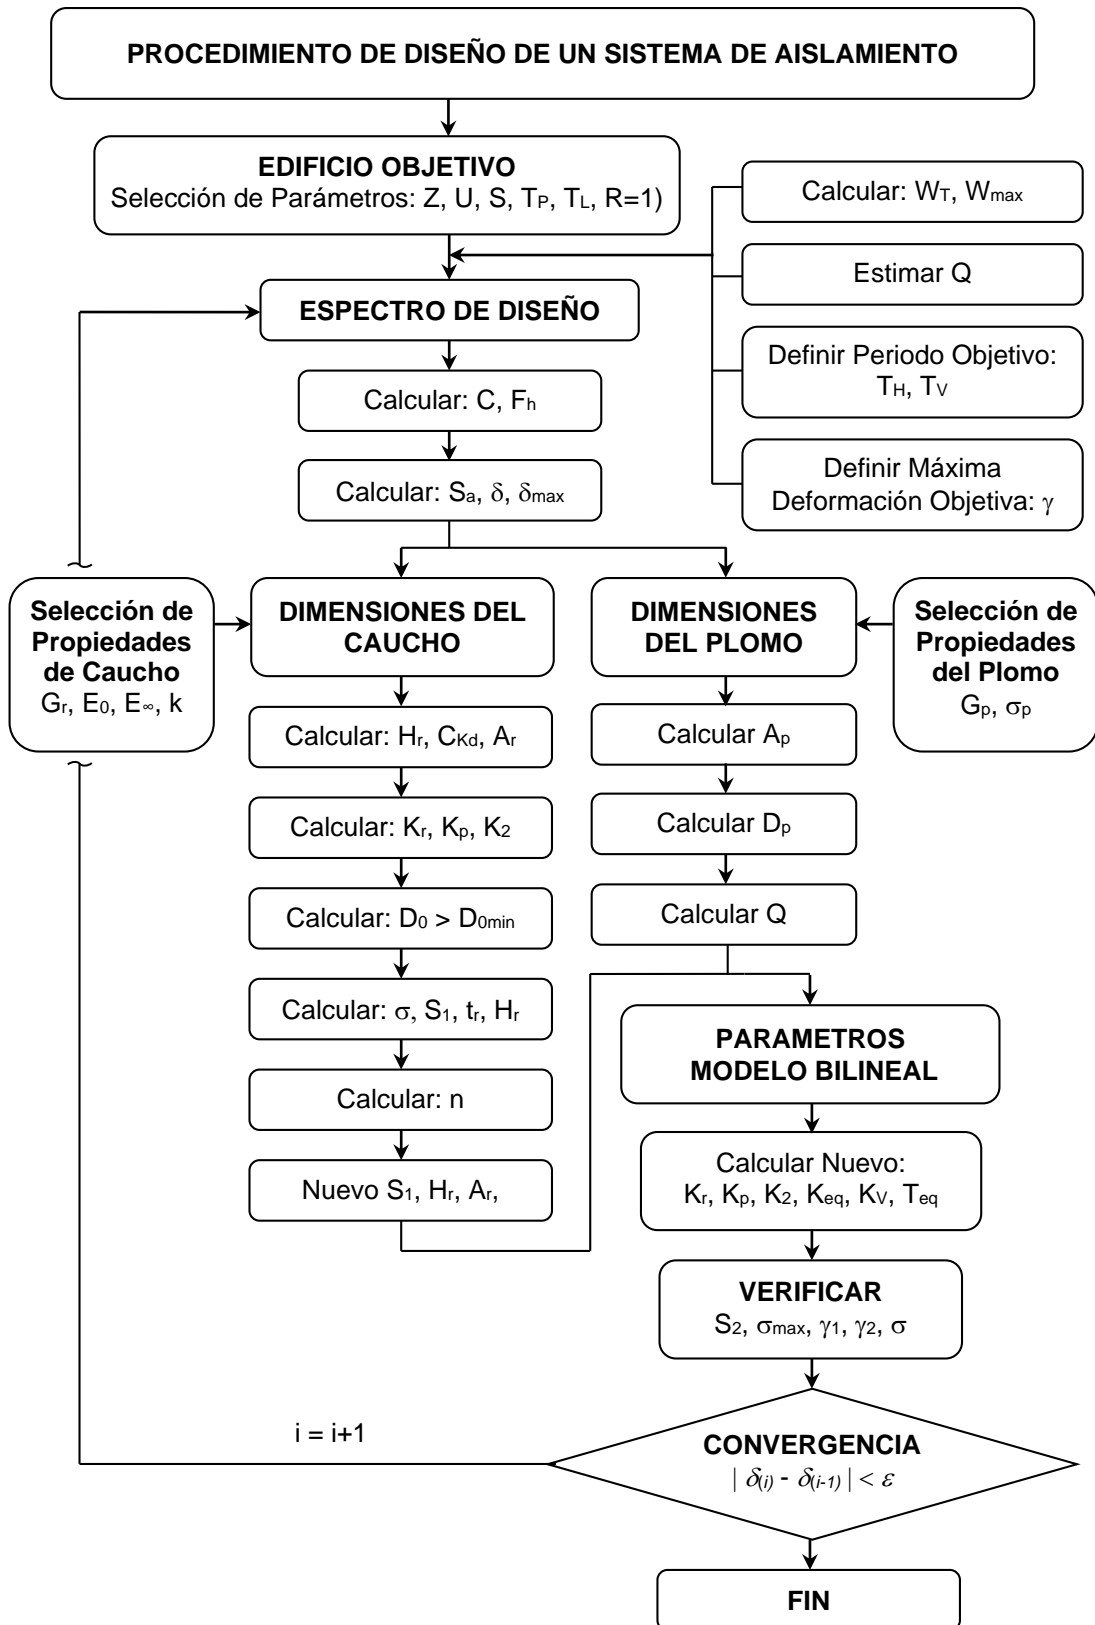 PROCEDIMIENTO DE DISEÑO DE UN SISTEMA DE AISLAMIENTO
EDIFICIO OBJETIVO
Selección de Parámetros: Z, U, S, TP, TL, R=1)
Calcular: WT, Wmax
Estimar Q
Definir Periodo Objetivo:
TH, TV
Definir Máxima
Deformación Objetiva: γ
ESPECTRO DE DISEÑO
Calcular: C, Fh
Calcular: Sa, δ, δmax
Selección de
Propiedades
de Caucho
Gr, E0, E∞, k
DIMENSIONES DEL
CAUCHO
DIMENSIONES
DEL PLOMO
Selección de
Propiedades
del Plomo
Gp, σp
Calcular: Hr, CKd, Ar
Calcular: Kr, Kp, K2
Calcular: D0 > D0min
Calcular: σ, S1, tr, Hr
Calcular: n
Nuevo S1, Hr, Ar,
Calcular Ap
Calcular Dp
Calcular Q
PARAMETROS
MODELO BILINEAL
Calcular Nuevo:
Kr, Kp, K2, Keq, KV, Teq
VERIFICAR
S2, σmax, γ1, γ2, σ
i = i+1
CONVERGENCIA
| δ(i) - δ(i-1) | < ε
FIN